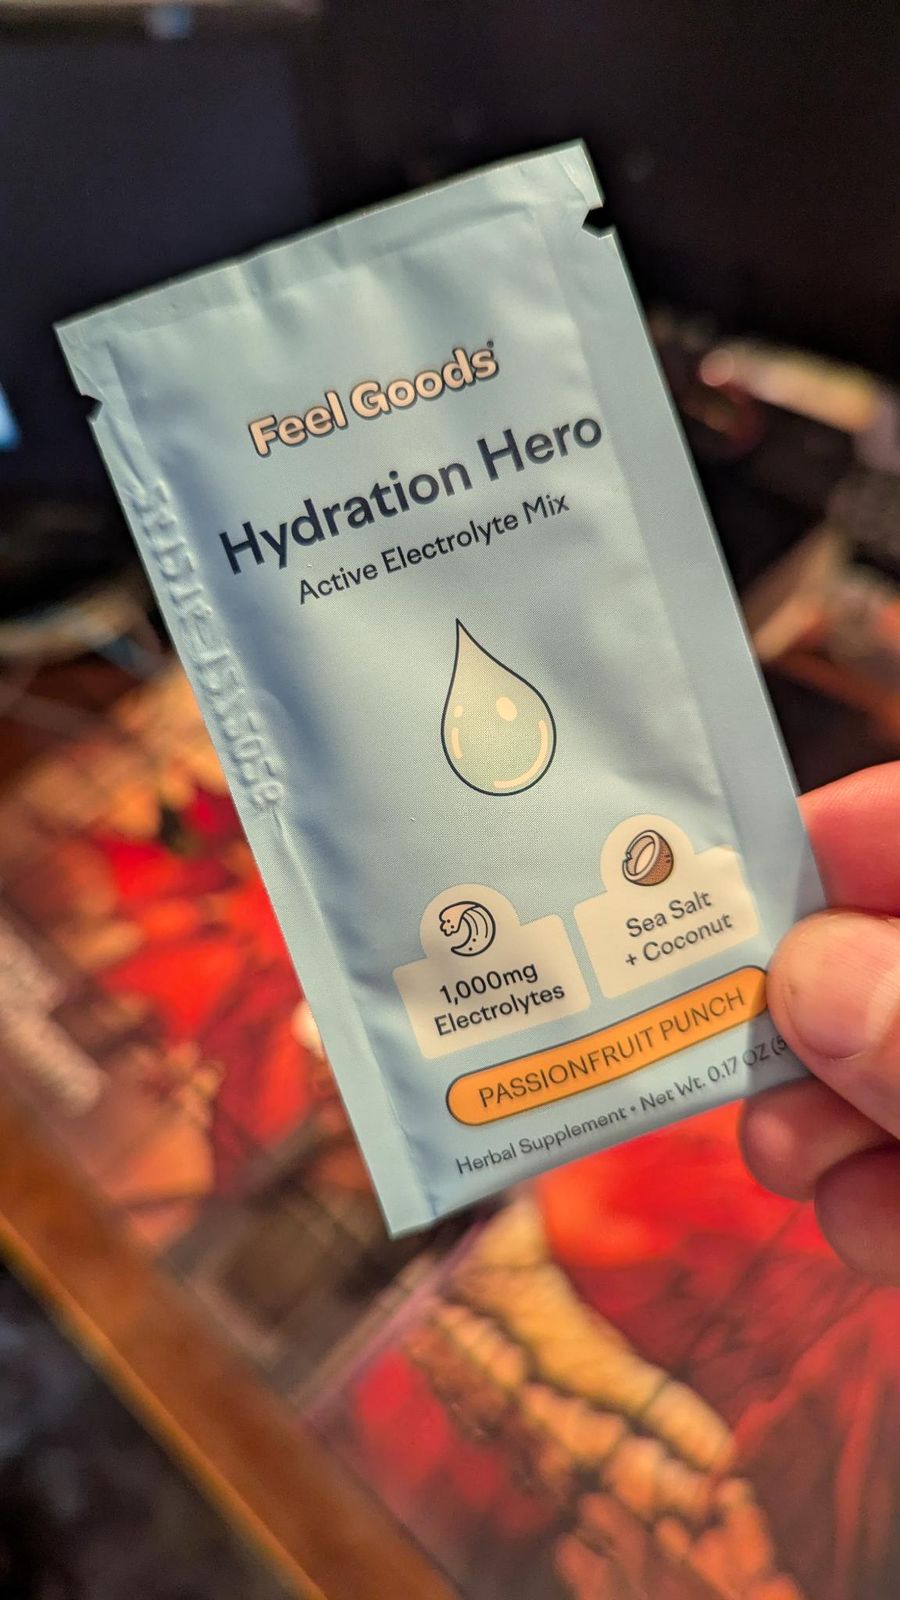 Feel Goods®
Hydration Hero
Active Electrolyte Mix
1,000mg
Electrolytes
Sea Salt
+ Coconut
PASSIONFRUIT PUNCH
Herbal Supplement • Net Wt. 0.17 OZ (5